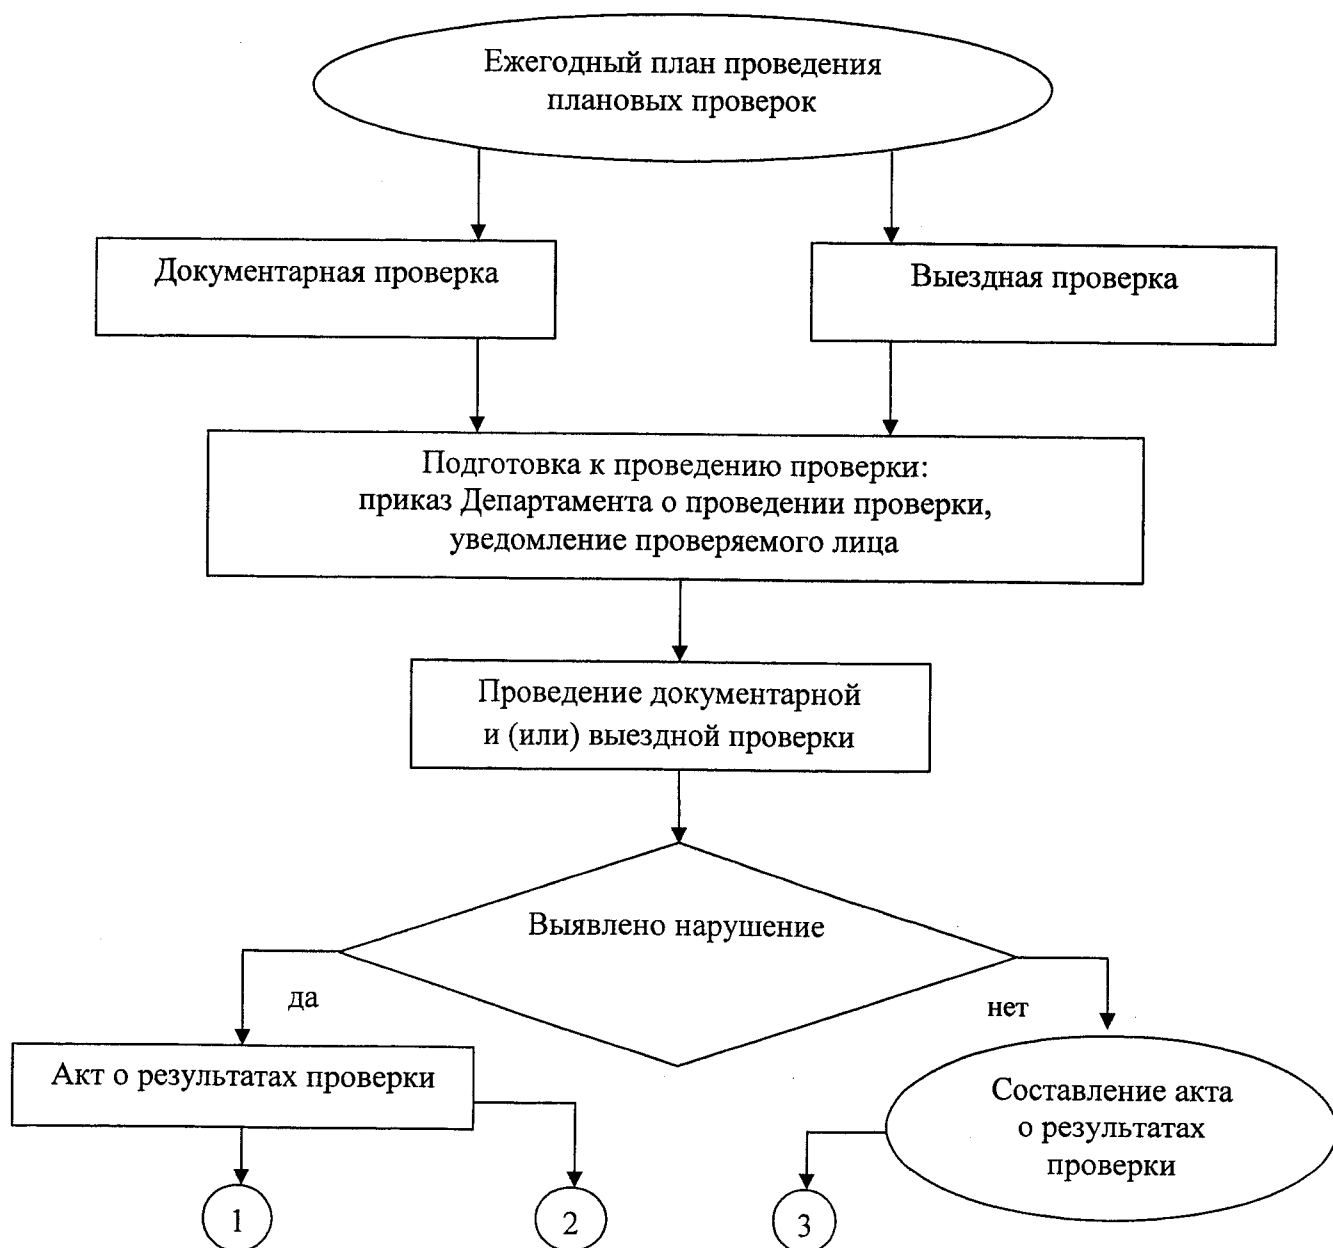 Ежегодный план проведения
плановых проверок
Документарная проверка
Выездная проверка
Подготовка к проведению проверки:
приказ Департамента о проведении проверки,
уведомление проверяемого лица
Проведение документарной
и (или) выездной проверки
Выявлено нарушение
да
нет
Акт о результатах проверки
Составление акта
о результатах
проверки
1
2
3